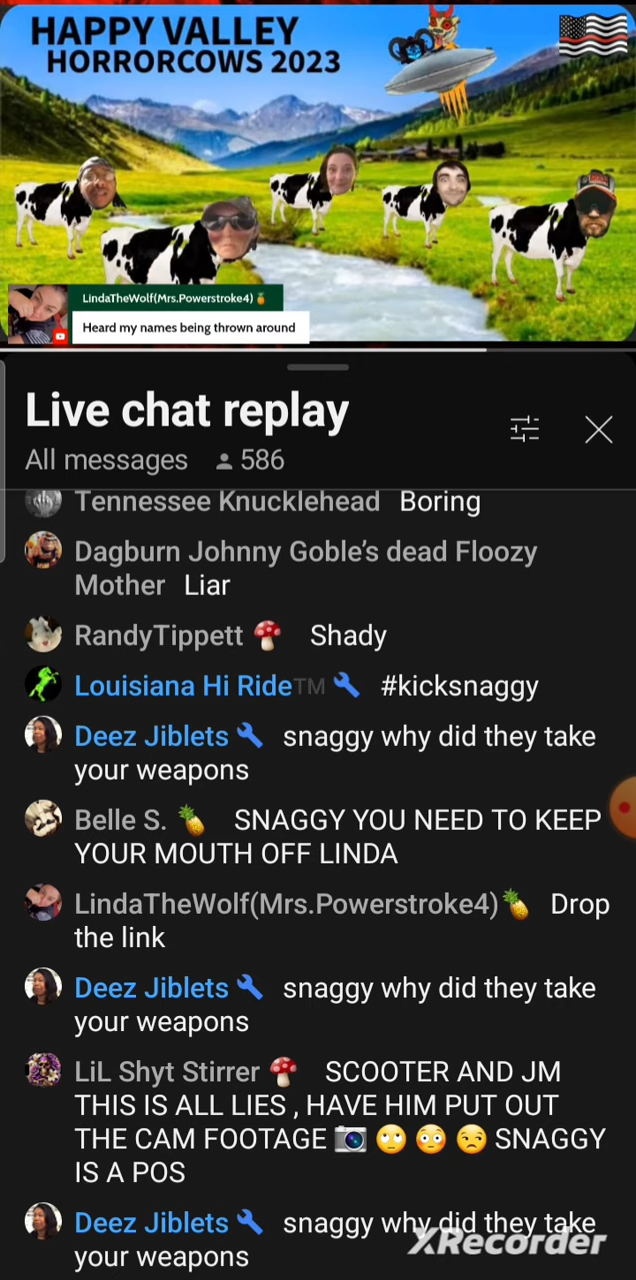 HAPPY VALLEY
HORRORCOWS 2023
LindaTheWolf(Mrs.Powerstroke4)🍍
Heard my names being thrown around
Live chat replay
All messages 586
Tennessee Knucklehead Boring
Dagburn Johnny Goble’s dead Floozy
Mother Liar
RandyTippett 🍄 Shady
Louisiana Hi Ride™ 🔧 #kicksnaggy
Deez Jiblets 🔧 snaggy why did they take
your weapons
Belle S. 🍍 SNAGGY YOU NEED TO KEEP
YOUR MOUTH OFF LINDA
LindaTheWolf(Mrs.Powerstroke4)🍍 Drop
the link
Deez Jiblets 🔧 snaggy why did they take
your weapons
LiL Shyt Stirrer 🍄 SCOOTER AND JM
THIS IS ALL LIES , HAVE HIM PUT OUT
THE CAM FOOTAGE 📷 🙄 😳 😒 SNAGGY
IS A POS
Deez Jiblets 🔧 snaggy why did they take
your weapons
XRecorder